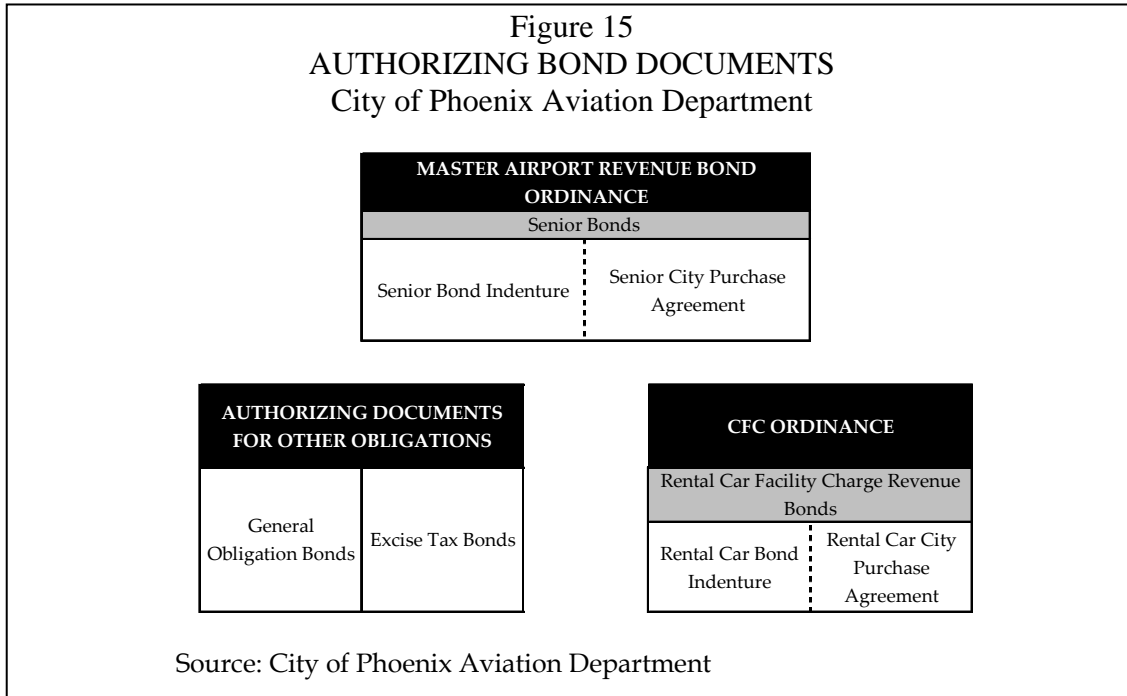 Figure 15
AUTHORIZING BOND DOCUMENTS
City of Phoenix Aviation Department
MASTER AIRPORT REVENUE BOND
ORDINANCE
Senior Bonds
Senior Bond Indenture
Senior City Purchase
Agreement
AUTHORIZING DOCUMENTS
FOR OTHER OBLIGATIONS
General
Obligation Bonds
Excise Tax Bonds
CFC ORDINANCE
Rental Car Facility Charge Revenue
Bonds
Rental Car Bond
Indenture
Rental Car City
Purchase
Agreement
Source: City of Phoenix Aviation Department